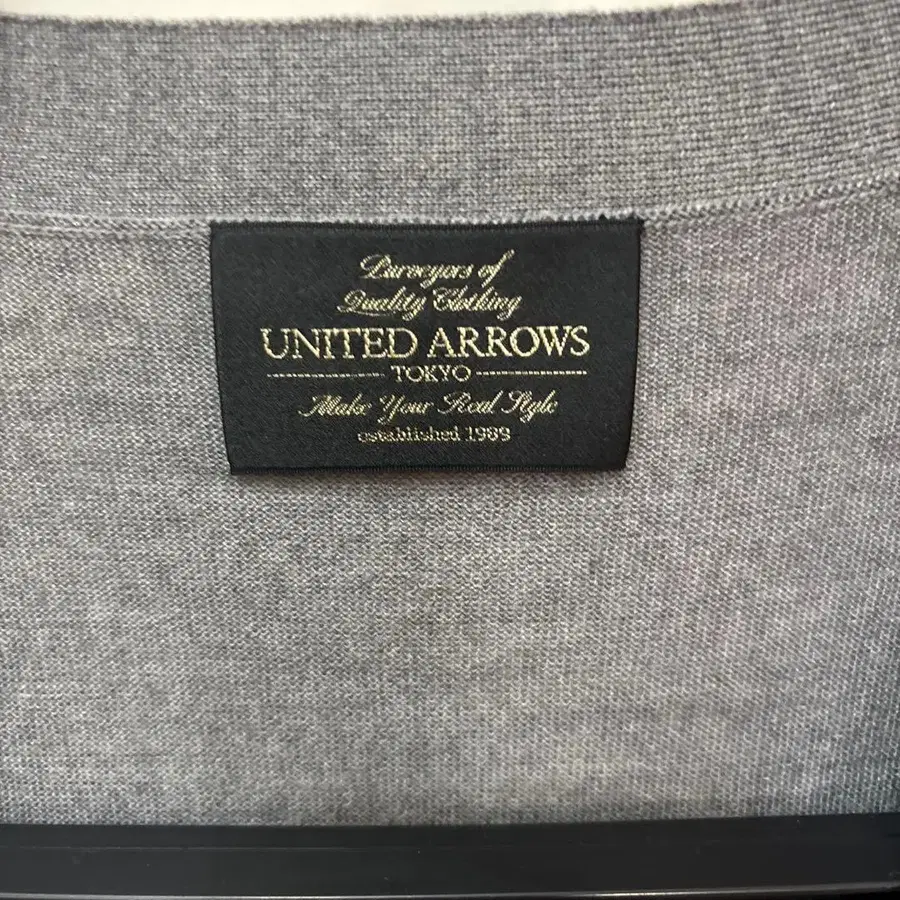 Purveyors of
Quality Clothing
UNITED ARROWS
TOKYO
Make Your Real Style
established 1989